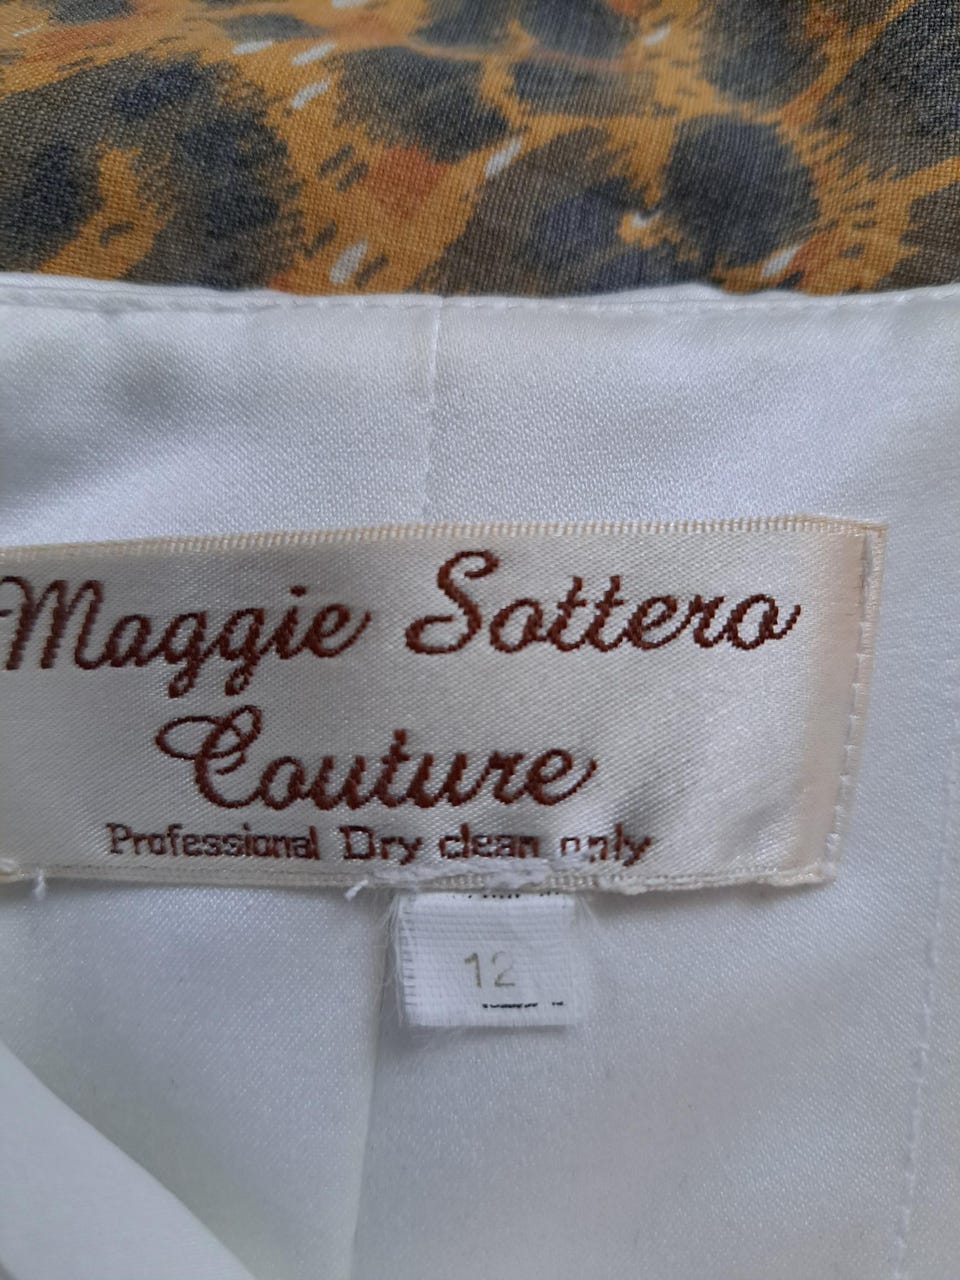 Maggie Sottero
Couture
Professional Dry clean only
12